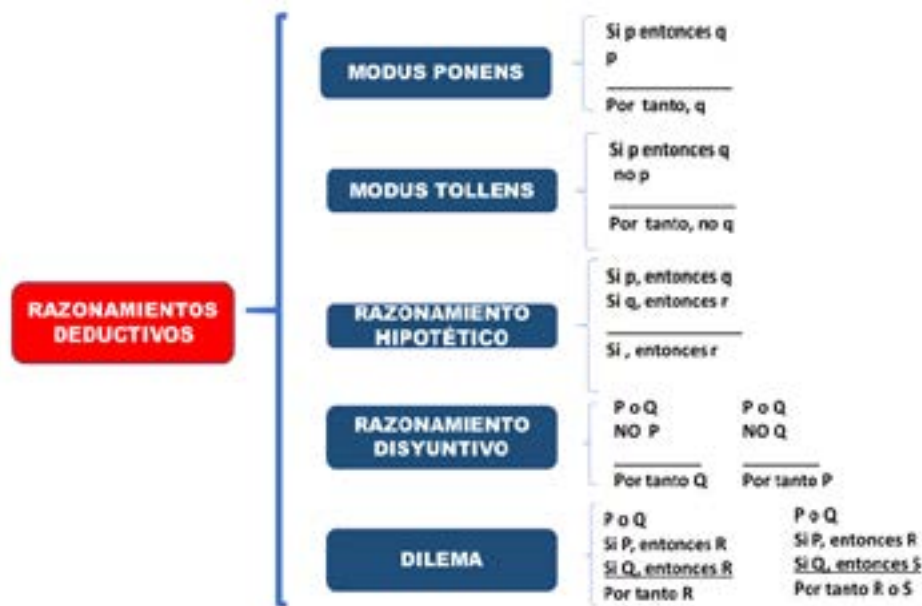 RAZONAMIENTOS
DEDUCTIVOS
MODUS PONENS
Si p entonces q
p
Por tanto, q
MODUS TOLLENS
Si p entonces q
no p
Por tanto, no q
RAZONAMIENTO
HIPOTÉTICO
Si p, entonces q
Si q, entonces r
Si , entonces r
RAZONAMIENTO
DISYUNTIVO
P o Q
NO P
Por tanto Q
P o Q
NO Q
Por tanto P
DILEMA
P o Q
Si P, entonces R
Si Q, entonces R
Por tanto R
P o Q
Si P, entonces R
Si Q, entonces S
Por tanto R o S